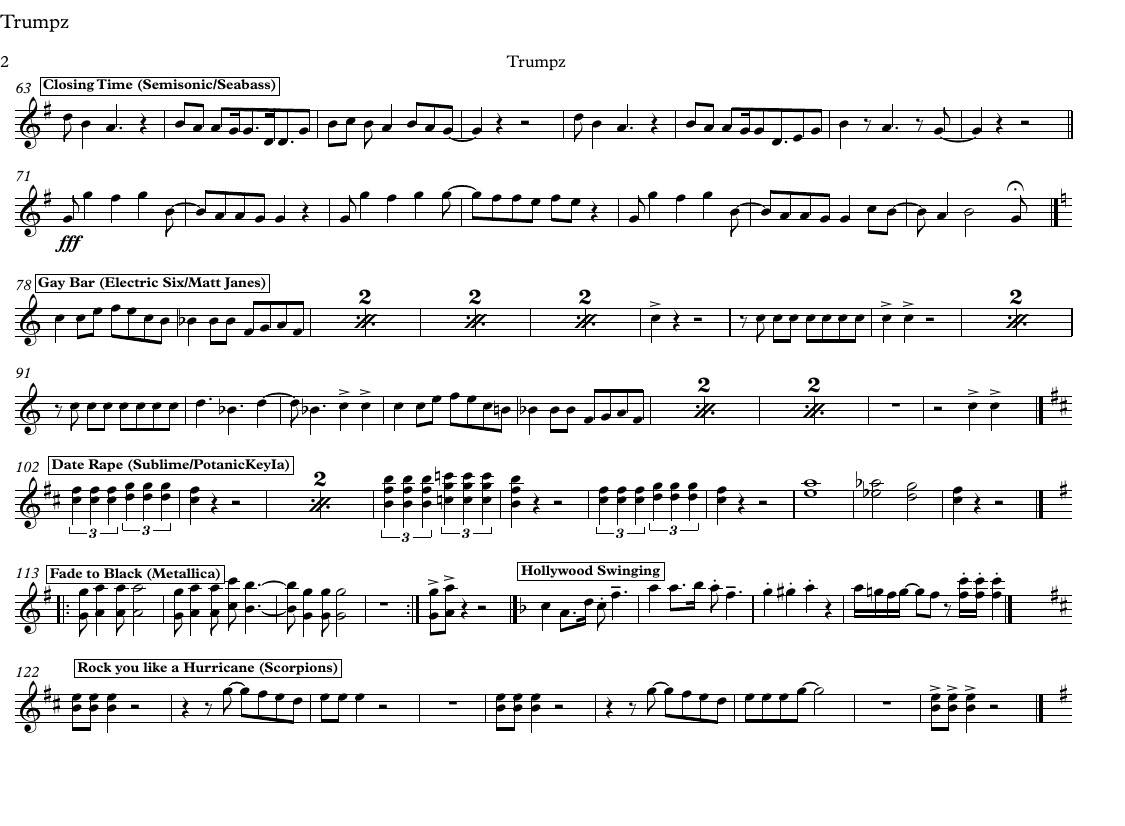 Trumpz
2 Trumpz
63 Closing Time (Semisonic/Seabass)
71
fff
78 Gay Bar (Electric Six/Matt Janes)
2 2 2 2
91
2 2
102 Date Rape (Sublime/PotanicKeyIa)
2
3 3 3 3 3 3
113 Fade to Black (Metallica) Hollywood Swinging
122 Rock you like a Hurricane (Scorpions)